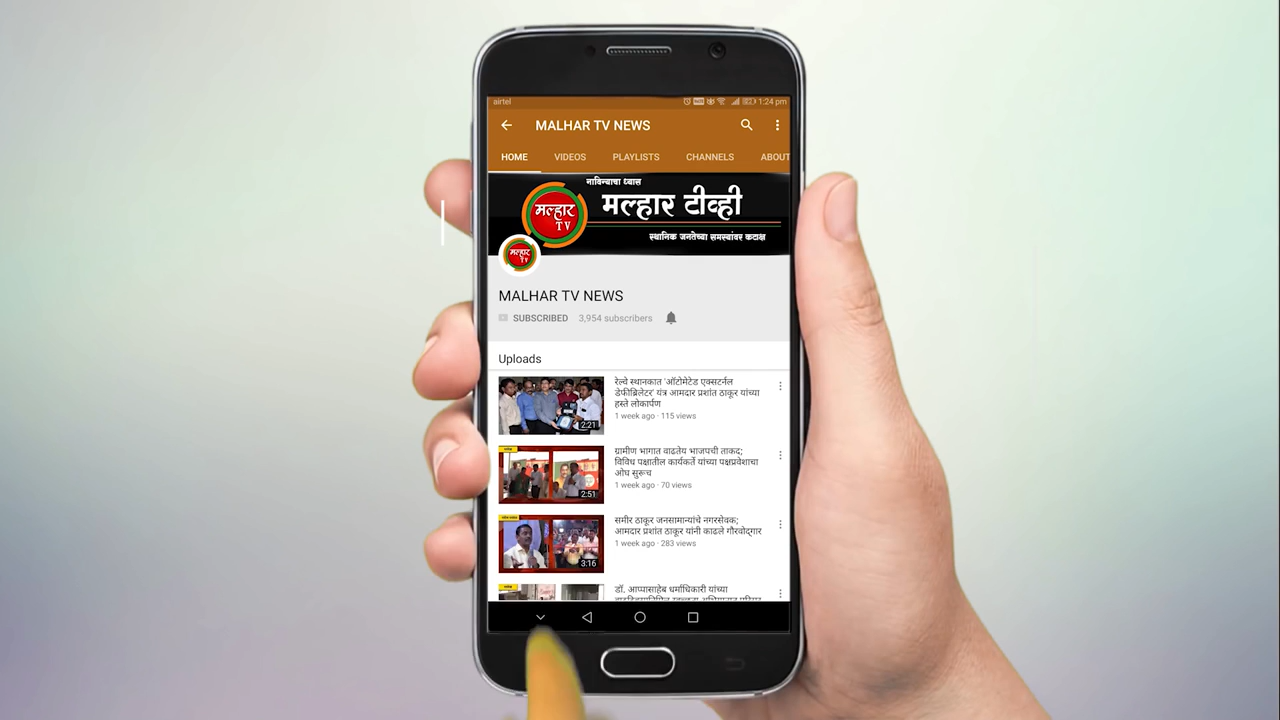 airtel 1:24 pm
MALHAR TV NEWS
HOME VIDEOS PLAYLISTS CHANNELS ABOUT
नाविन्याचा ध्यास
मल्हार टीव्ही
मल्हार
TV
स्थानिक जनतेच्या समस्यांवर कटाक्ष
मल्हार
TV
MALHAR TV NEWS
SUBSCRIBED 3,954 subscribers
Uploads
रेल्वे स्थानकात 'ऑटोमेटेड एक्सटर्नल
डेफीब्रिलेटर' यंत्र आमदार प्रशांत ठाकूर यांच्या
हस्ते लोकार्पण
1 week ago · 115 views
2:21
ग्रामीण भागात वाढतेय भाजपची ताकद;
विविध पक्षातील कार्यकर्ते यांच्या पक्षप्रवेशाचा
ओघ सुरूच
1 week ago · 70 views
2:51
समीर ठाकूर जनसामान्यांचे नगरसेवक;
आमदार प्रशांत ठाकूर यांनी काढले गौरवोद्गार
1 week ago · 283 views
3:16
डॉ. आप्पासाहेब धर्माधिकारी यांच्या